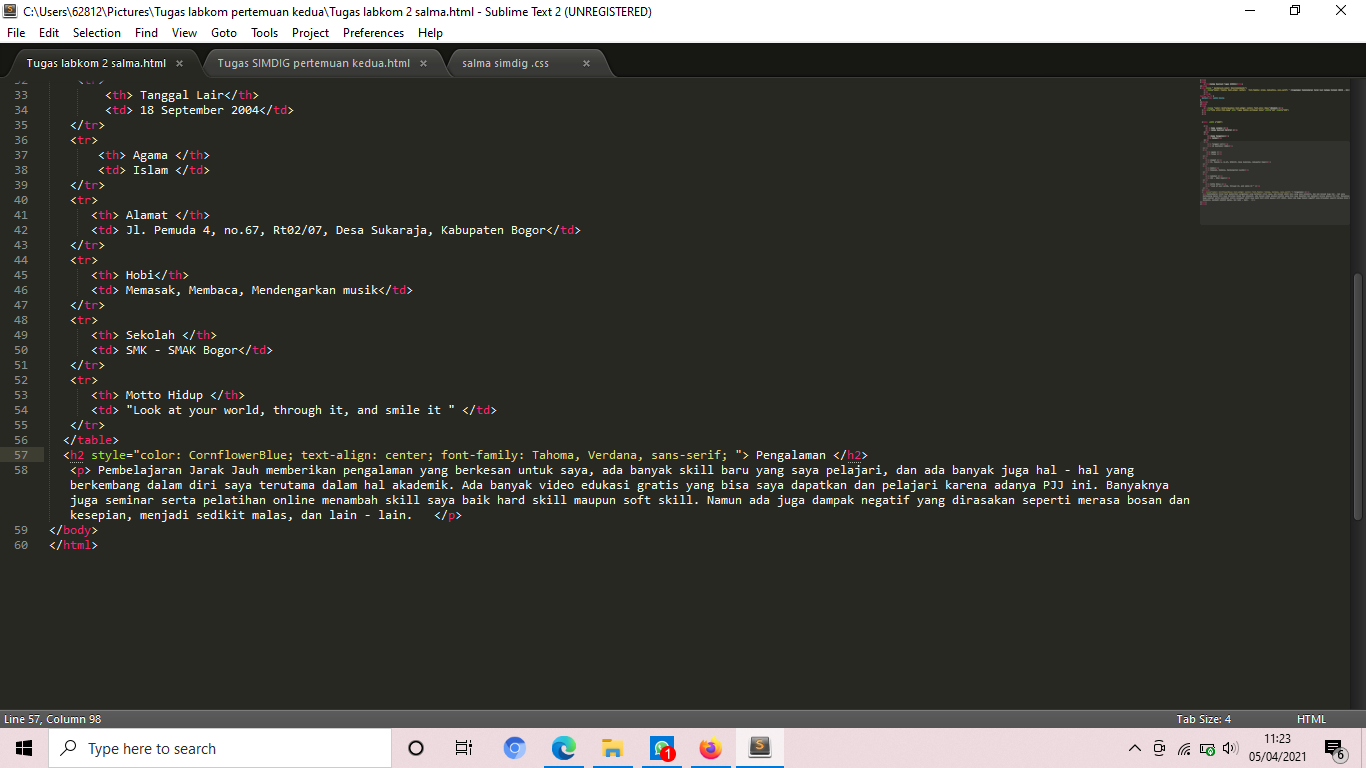 C:\Users\62812\Pictures\Tugas labkom pertemuan kedua\Tugas labkom 2 salma.html - Sublime Text 2 (UNREGISTERED)
File Edit Selection Find View Goto Tools Project Preferences Help
Tugas labkom 2 salma.html × Tugas SIMDIG pertemuan kedua.html × salma simdig .css ×
32 <tr>
33 <th> Tanggal Lair</th>
34 <td> 18 September 2004</td>
35 </tr>
36 <tr>
37 <th> Agama </th>
38 <td> Islam </td>
39 </tr>
40 <tr>
41 <th> Alamat </th>
42 <td> Jl. Pemuda 4, no.67, Rt02/07, Desa Sukaraja, Kabupaten Bogor</td>
43 </tr>
44 <tr>
45 <th> Hobi</th>
46 <td> Memasak, Membaca, Mendengarkan musik</td>
47 </tr>
48 <tr>
49 <th> Sekolah </th>
50 <td> SMK - SMAK Bogor</td>
51 </tr>
52 <tr>
53 <th> Motto Hidup </th>
54 <td> "Look at your world, through it, and smile it " </td>
55 </tr>
56 </table>
57 <h2 style="color: CornflowerBlue; text-align: center; font-family: Tahoma, Verdana, sans-serif; "> Pengalaman </h2>
58 <p> Pembelajaran Jarak Jauh memberikan pengalaman yang berkesan untuk saya, ada banyak skill baru yang saya pelajari, dan ada banyak juga hal - hal yang
berkembang dalam diri saya terutama dalam hal akademik. Ada banyak video edukasi gratis yang bisa saya dapatkan dan pelajari karena adanya PJJ ini. Banyaknya
juga seminar serta pelatihan online menambah skill saya baik hard skill maupun soft skill. Namun ada juga dampak negatif yang dirasakan seperti merasa bosan dan
kesepian, menjadi sedikit malas, dan lain - lain. </p>
59 </body>
60 </html>
Line 57, Column 98 Tab Size: 4 HTML
Type here to search
1
11:23
05/04/2021
6